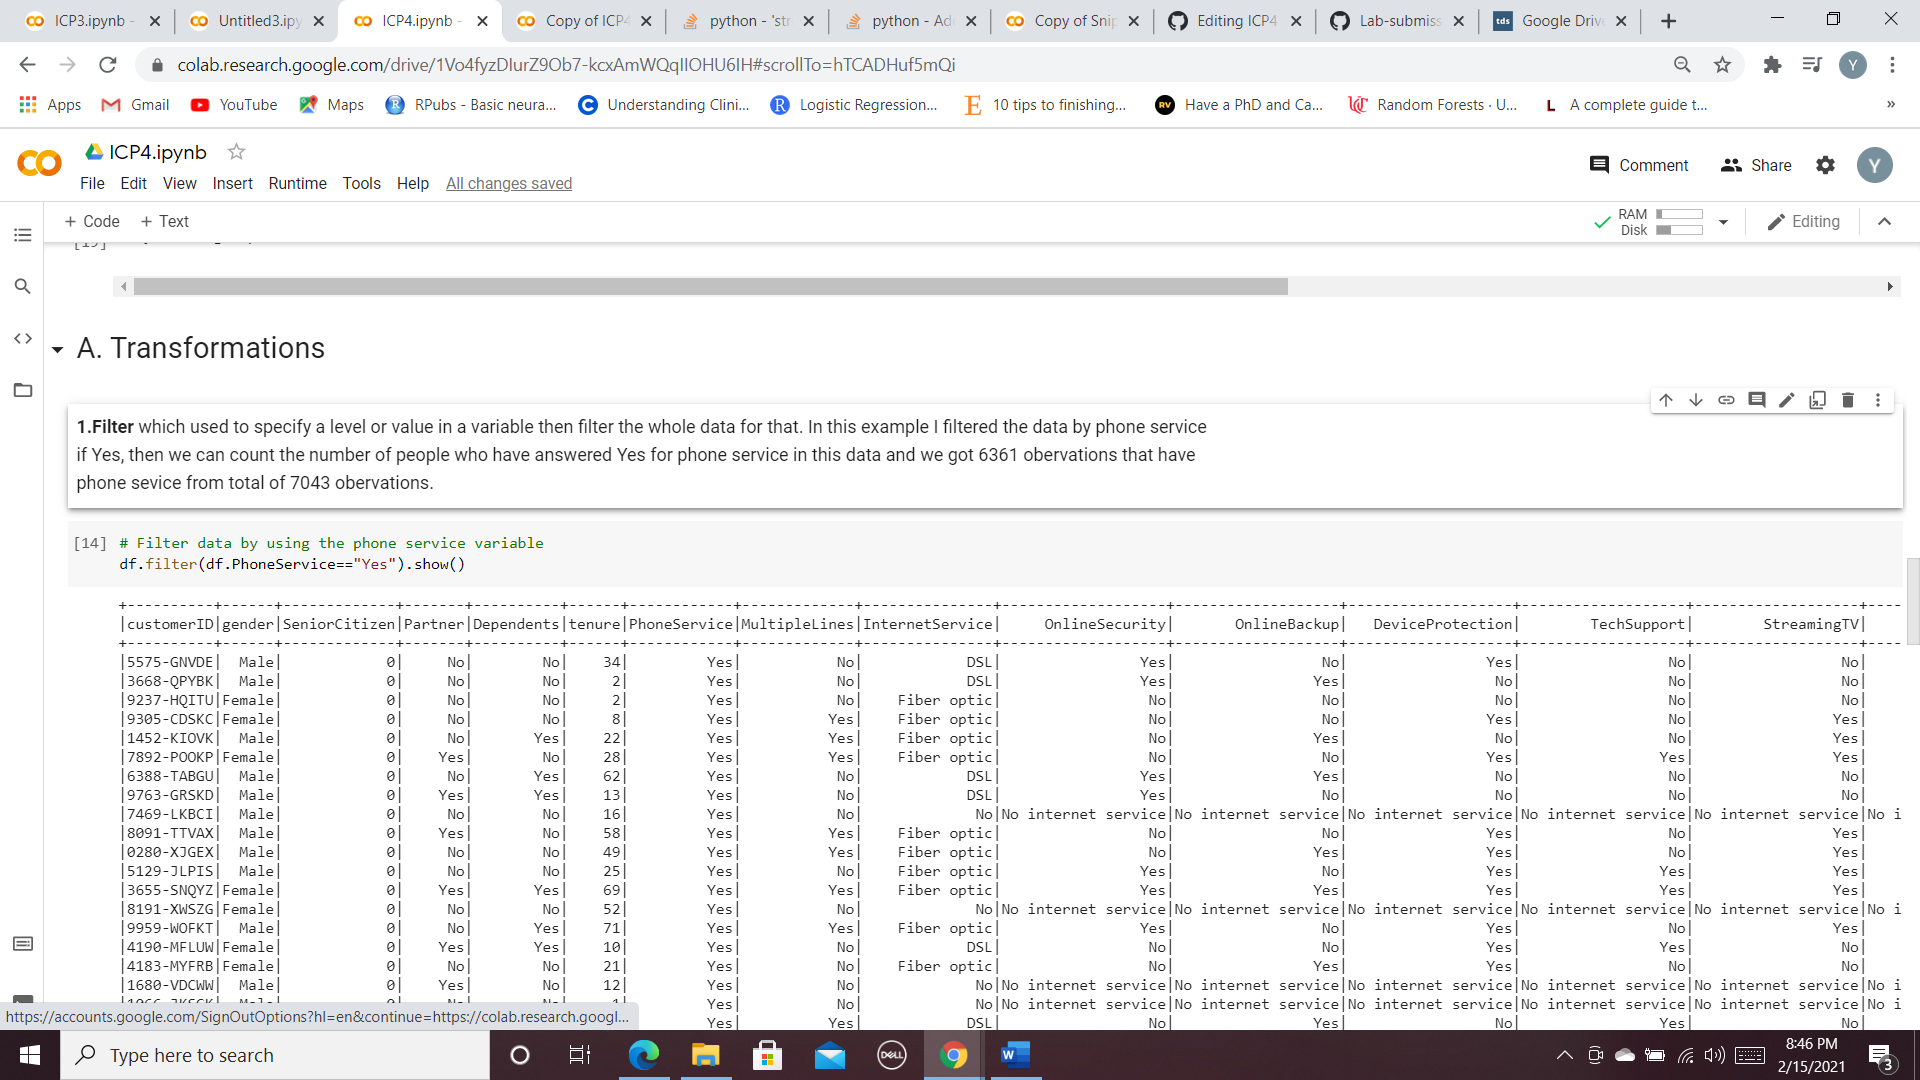 ICP3.ipynb - Untitled3.ipy ICP4.ipynb - Copy of ICP4 python - 'str python - Ad Copy of Snip Editing ICP4 Lab-submiss tds Google Drive
colab.research.google.com/drive/1Vo4fyzDIurZ9Ob7-kcxAmWQqIIOHU6IH#scrollTo=hTCADHuf5mQi Y
Apps Gmail YouTube Maps RPubs - Basic neura... Understanding Clini... Logistic Regression... 10 tips to finishing... Have a PhD and Ca... Random Forests · U... A complete guide t... »
ICP4.ipynb
Comment Share Y
File Edit View Insert Runtime Tools Help All changes saved
+ Code + Text RAM Disk Editing
A. Transformations
1.Filter which used to specify a level or value in a variable then filter the whole data for that. In this example I filtered the data by phone service
if Yes, then we can count the number of people who have answered Yes for phone service in this data and we got 6361 obervations that have
phone sevice from total of 7043 obervations.
[14] # Filter data by using the phone service variable
df.filter(df.PhoneService=="Yes").show()
|customerID|gender|SeniorCitizen|Partner|Dependents|tenure|PhoneService|MultipleLines|InternetService| OnlineSecurity| OnlineBackup| DeviceProtection| TechSupport| StreamingTV|
|5575-GNVDE| Male| 0| No| No| 34| Yes| No| DSL| Yes| No| Yes| No| No|
|3668-QPYBK| Male| 0| No| No| 2| Yes| No| DSL| Yes| Yes| No| No| No|
|9237-HQITU|Female| 0| No| No| 2| Yes| No| Fiber optic| No| No| No| No| No|
|9305-CDSKC|Female| 0| No| No| 8| Yes| Yes| Fiber optic| No| No| Yes| No| Yes|
|1452-KIOVK| Male| 0| No| Yes| 22| Yes| Yes| Fiber optic| No| Yes| No| No| Yes|
|7892-POOKP|Female| 0| Yes| No| 28| Yes| Yes| Fiber optic| No| No| Yes| Yes| Yes|
|6388-TABGU| Male| 0| No| Yes| 62| Yes| No| DSL| Yes| Yes| No| No| No|
|9763-GRSKD| Male| 0| Yes| Yes| 13| Yes| No| DSL| Yes| No| No| No| No|
|7469-LKBCI| Male| 0| No| No| 16| Yes| No| No|No internet service|No internet service|No internet service|No internet service|No internet service|No i
|8091-TTVAX| Male| 0| Yes| No| 58| Yes| Yes| Fiber optic| No| No| Yes| No| Yes|
|0280-XJGEX| Male| 0| No| No| 49| Yes| Yes| Fiber optic| No| Yes| Yes| No| Yes|
|5129-JLPIS| Male| 0| No| No| 25| Yes| No| Fiber optic| Yes| No| Yes| Yes| Yes|
|3655-SNQYZ|Female| 0| Yes| Yes| 69| Yes| Yes| Fiber optic| Yes| Yes| Yes| Yes| Yes|
|8191-XWSZG|Female| 0| No| No| 52| Yes| No| No|No internet service|No internet service|No internet service|No internet service|No internet service|No i
|9959-WOFKT| Male| 0| No| Yes| 71| Yes| Yes| Fiber optic| Yes| No| Yes| No| Yes|
|4190-MFLUW|Female| 0| Yes| Yes| 10| Yes| No| DSL| No| No| Yes| Yes| No|
|4183-MYFRB|Female| 0| No| No| 21| Yes| No| Fiber optic| No| Yes| Yes| No| No|
|1680-VDCWW| Male| 0| Yes| No| 12| Yes| No| No|No internet service|No internet service|No internet service|No internet service|No internet service|No i
Yes| No| No|No internet service|No internet service|No internet service|No internet service|No internet service|No i
https://accounts.google.com/SignOutOptions?hl=en&continue=https://colab.research.googl...
Yes| Yes| DSL| No| Yes| No| Yes| No|
Type here to search DELL W 8:46 PM
2/15/2021 3